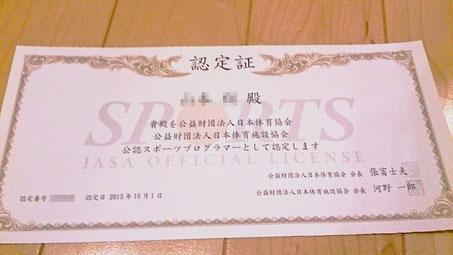 認定証
殿
貴殿を公益財団法人日本体育協会
公益財団法人日本体育施設協会
公認スポーツプログラマーとして認定します
SPORTS
JASA OFFICIAL LICENSE
公益財団法人日本体育協会 会長 張富士夫
認定番号
認定日 2013年10月1日
公益財団法人日本体育施設協会 会長 河野一郎